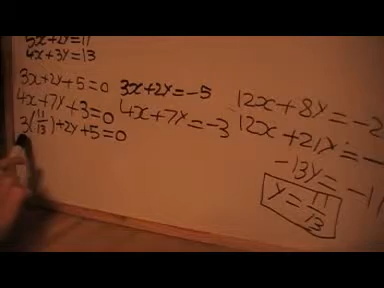 5x+2y=11
4x+3y=13
3x+2y+5=0
4x+7y+3=0
3(11/13)+2y+5=0
3x+2y=-5
4x+7y=-3
12x+8y=-2
12x+21y=-
-13y=-1
y=11/13